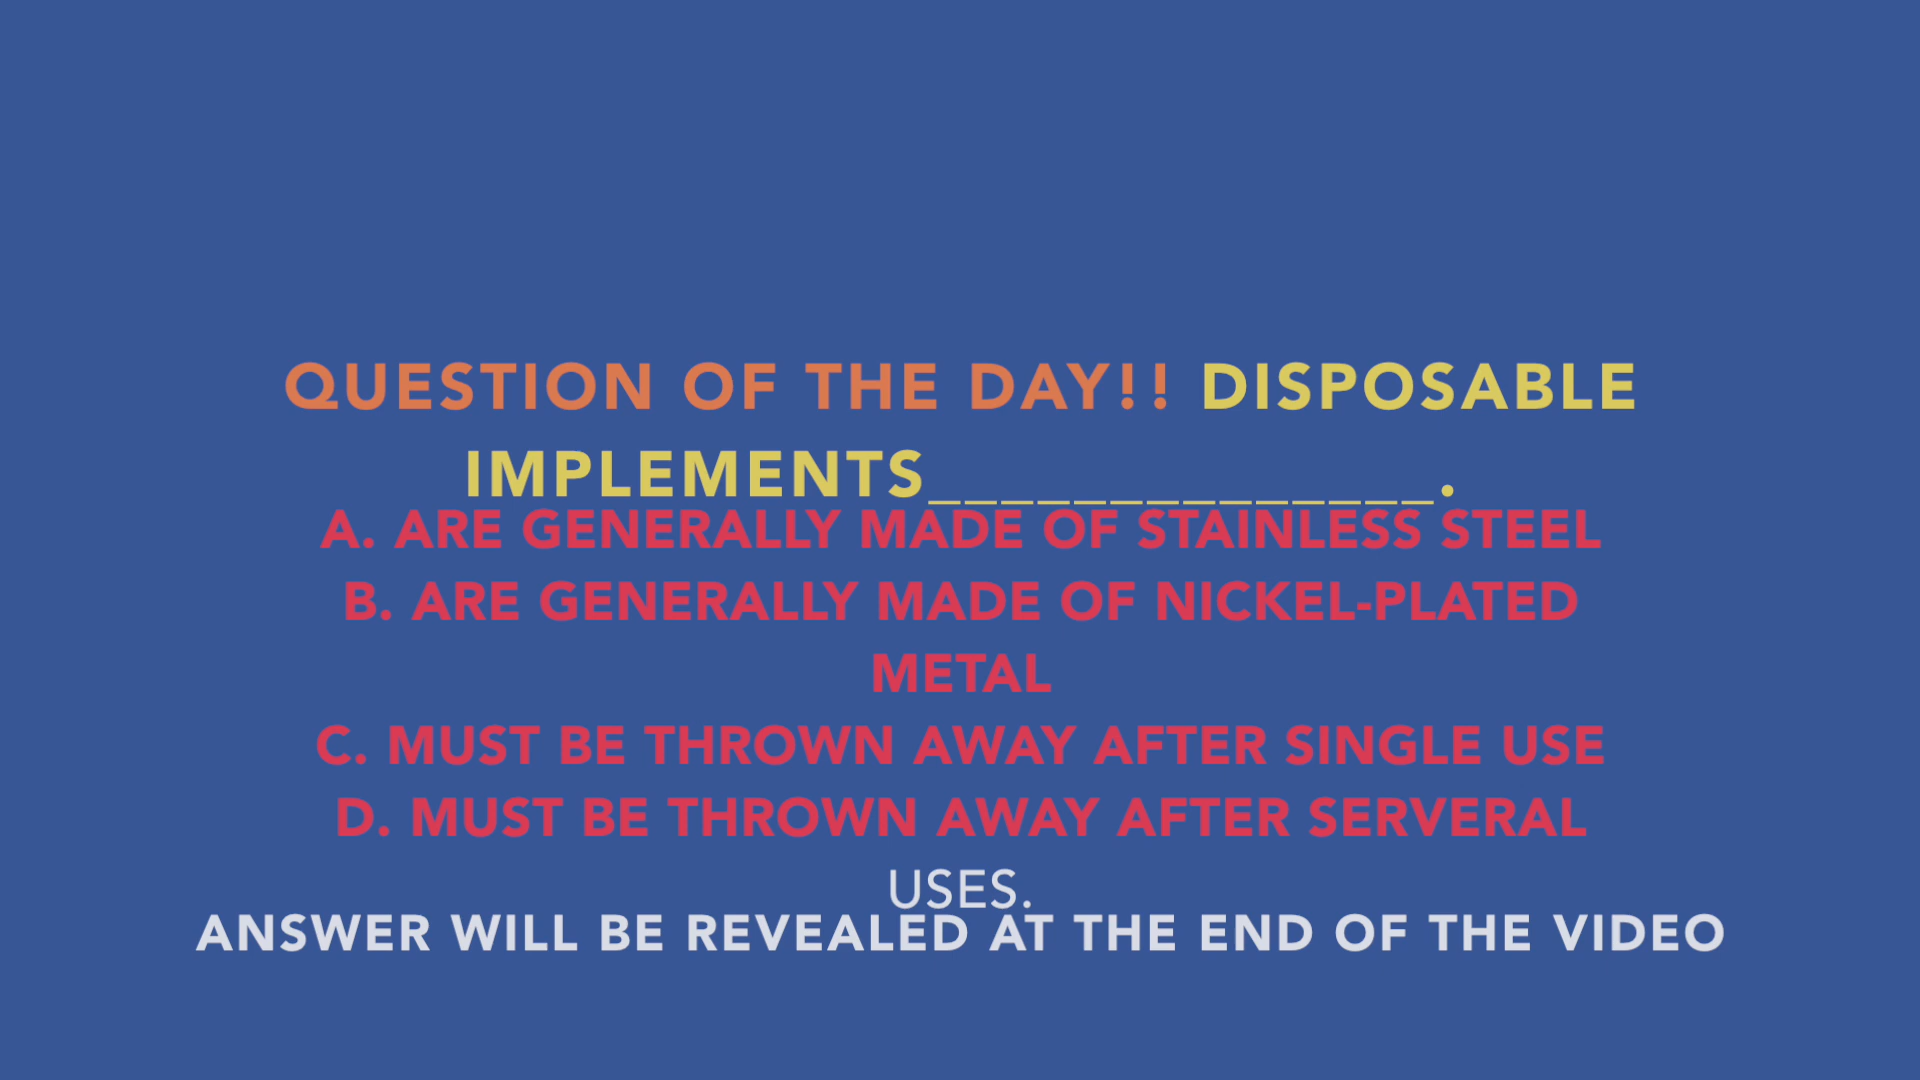 QUESTION OF THE DAY!! DISPOSABLE
IMPLEMENTS______________.
A. ARE GENERALLY MADE OF STAINLESS STEEL
B. ARE GENERALLY MADE OF NICKEL-PLATED
METAL
C. MUST BE THROWN AWAY AFTER SINGLE USE
D. MUST BE THROWN AWAY AFTER SERVERAL
USES.
ANSWER WILL BE REVEALED AT THE END OF THE VIDEO